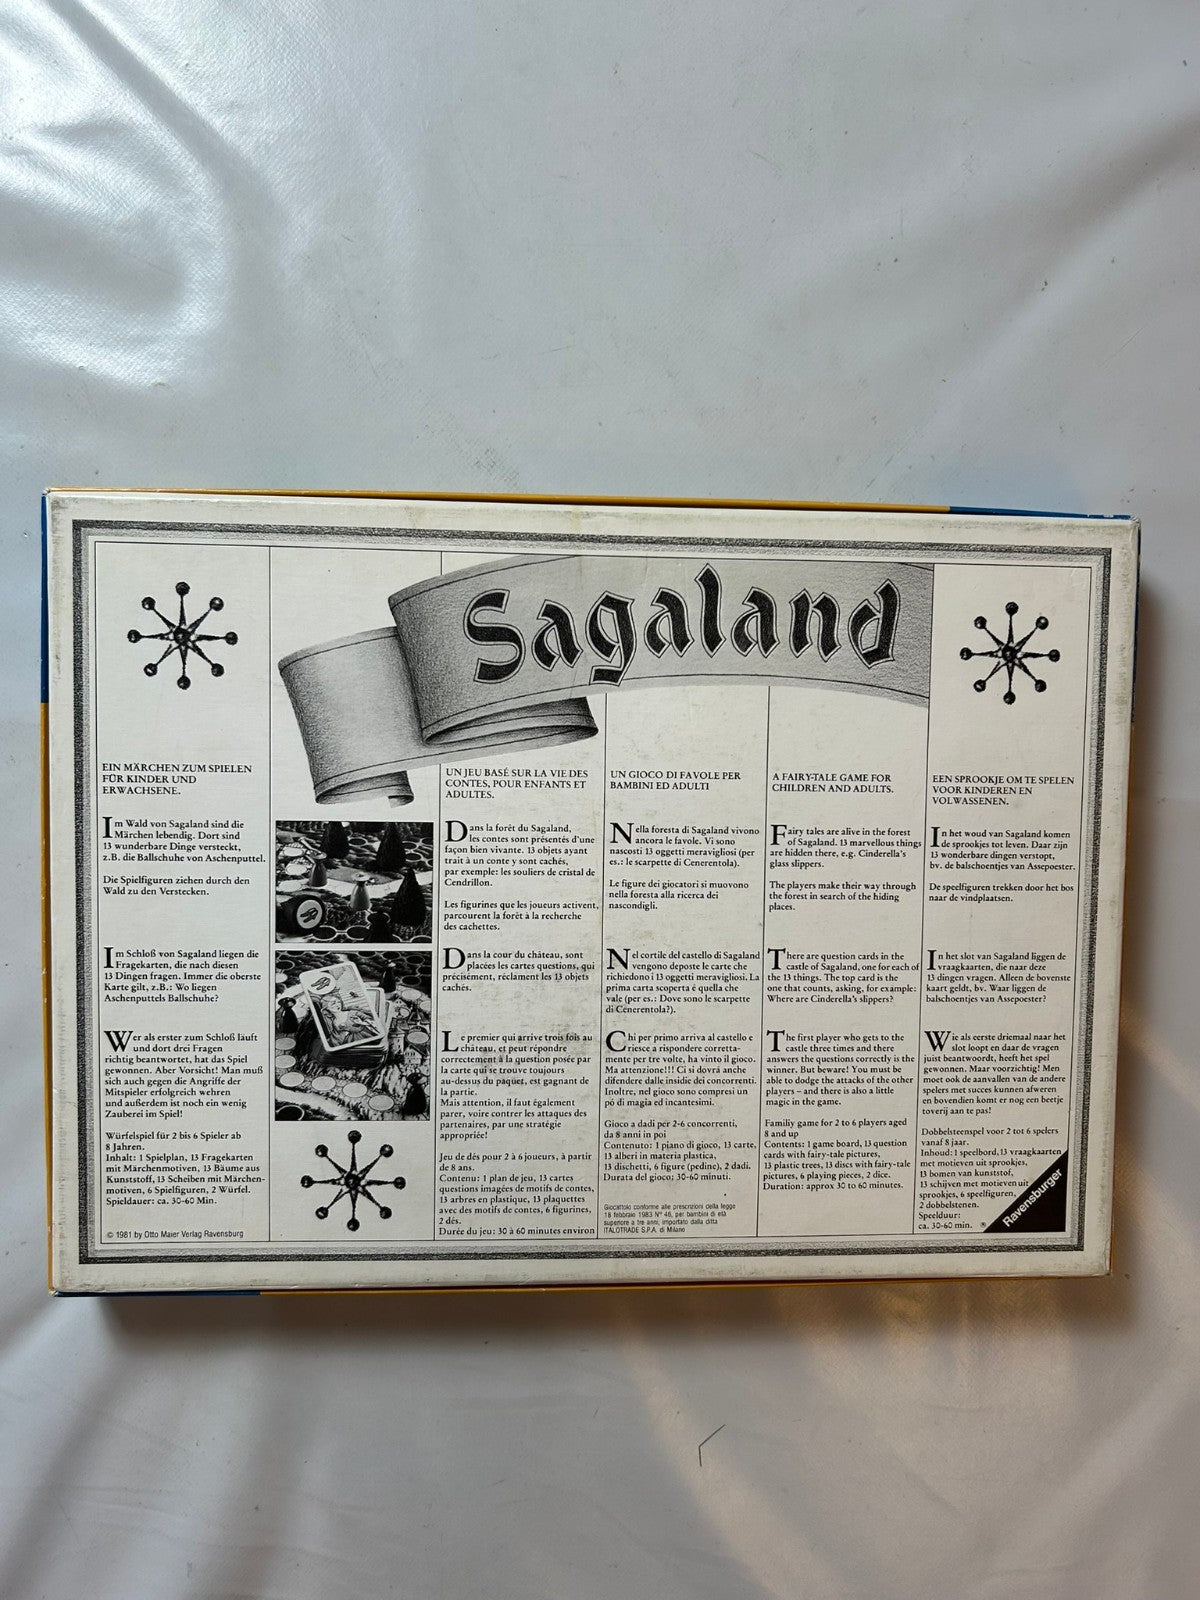 Sagaland
EIN MÄRCHEN ZUM SPIELEN
FÜR KINDER UND
ERWACHSENE.
Im Wald von Sagaland sind die
Märchen lebendig. Dort sind
13 wunderbare Dinge versteckt,
z.B. die Ballschuhe von Aschenputtel.
Die Spielfiguren ziehen durch den
Wald zu den Verstecken.
Im Schloß von Sagaland liegen die
Fragekarten, die nach diesen
13 Dingen fragen. Immer die oberste
Karte gilt, z.B.: Wo liegen
Aschenputtels Ballschuhe?
Wer als erster zum Schloß läuft
und dort drei Fragen
richtig beantwortet, hat das Spiel
gewonnen. Aber Vorsicht! Man muß
sich auch gegen die Angriffe der
Mitspieler erfolgreich wehren
und außerdem ist noch ein wenig
Zauberei im Spiel!
Würfelspiel für 2 bis 6 Spieler ab
8 Jahren.
Inhalt: 1 Spielplan, 13 Fragekarten
mit Märchenmotiven, 13 Bäume aus
Kunststoff, 13 Scheiben mit Märchen-
motiven, 6 Spielfiguren, 2 Würfel.
Spieldauer: ca. 30-60 Min.
© 1981 by Otto Maier Verlag Ravensburg
UN JEU BASÉ SUR LA VIE DES
CONTES, POUR ENFANTS ET
ADULTES.
Dans la forêt du Sagaland,
les contes sont présentés d'une
façon bien vivante. 13 objets ayant
trait à un conte y sont cachés,
par exemple: les souliers de cristal de
Cendrillon.
Les figurines que les joueurs activent,
parcourent la forêt à la recherche
des cachettes.
Dans la cour du château, sont
placées les cartes questions, qui
précisément, réclament les 13 objets
cachés.
Le premier qui arrive trois fois au
château, et peut répondre
correctement à la question posée par
la carte qui se trouve toujours
au-dessus du paquet, est gagnant de
la partie.
Mais attention, il faut également
parer, voire contrer les attaques des
partenaires, par une stratégie
appropriée!
Jeu de dés pour 2 à 6 joueurs, à partir
de 8 ans.
Contenu: 1 plan de jeu, 13 cartes
questions imagées de motifs de contes,
13 arbres en plastique, 13 plaquettes
avec des motifs de contes, 6 figurines,
2 dés.
Durée du jeu: 30 à 60 minutes environ
UN GIOCO DI FAVOLE PER
BAMBINI ED ADULTI
Nella foresta di Sagaland vivono
ancora le favole. Vi sono
nascosti 13 oggetti meravigliosi (per
es.: le scarpette di Cenerentola).
Le figure dei giocatori si muovono
nella foresta alla ricerca dei
nascondigli.
Nel cortile del castello di Sagaland
vengono deposte le carte che
richiedono i 13 oggetti meravigliosi. La
prima carta scoperta é quella che
vale (per es.: Dove sono le scarpette
di Cenerentola?).
Chi per primo arriva al castello e
riesce a rispondere corretta-
mente per tre volte, ha vinto il gioco.
Ma attenzione!!! Ci si dovrà anche
difendere dalle insidie dei concorrenti.
Inoltre, nel gioco sono compresi un
pó di magia ed incantesimi.
Gioco a dadi per 2-6 concorrenti,
da 8 anni in poi
Contenuto: 1 piano di gioco, 13 carte,
13 alberi in materia plastica,
13 dischetti, 6 figure (pedine), 2 dadi.
Durata del gioco: 30-60 minuti.
Giocattolo conforme alle prescrizioni della legge
18 febbraio 1983 N° 46, per bambini di età
superiore a tre anni, importato dalla ditta
ITALOTRADE S.P.A. di Milano
A FAIRY-TALE GAME FOR
CHILDREN AND ADULTS.
Fairy tales are alive in the forest
of Sagaland. 13 marvellous things
are hidden there, e.g. Cinderella's
glass slippers.
The players make their way through
the forest in search of the hiding
places.
There are question cards in the
castle of Sagaland, one for each of
the 13 things. The top card is the
one that counts, asking, for example:
Where are Cinderella's slippers?
The first player who gets to the
castle three times and there
answers the questions correctly is the
winner. But beware! You must be
able to dodge the attacks of the other
players – and there is also a little
magic in the game.
Familiy game for 2 to 6 players aged
8 and up
Contents: 1 game board, 13 question
cards with fairy-tale pictures,
13 plastic trees, 13 discs with fairy-tale
pictures, 6 playing pieces, 2 dice.
Duration: approx 30 to 60 minutes.
EEN SPROOKJE OM TE SPELEN
VOOR KINDEREN EN
VOLWASSENEN.
In het woud van Sagaland komen
de sprookjes tot leven. Daar zijn
13 wonderbare dingen verstopt,
bv. de balschoentjes van Assepoester.
De speelfiguren trekken door het bos
naar de vindplaatsen.
In het slot van Sagaland liggen de
vraagkaarten, die naar deze
13 dingen vragen. Alleen de bovenste
kaart geldt, bv. Waar liggen de
balschoentjes van Assepoester?
Wie als eerste driemaal naar het
slot loopt en daar de vragen
juist beantwoordt, heeft het spel
gewonnen. Maar voorzichtig! Men
moet ook de aanvallen van de andere
spelers met succes kunnen afweren
en bovendien komt er nog een beetje
toverij aan te pas!
Dobbelsteenspel voor 2 tot 6 spelers
vanaf 8 jaar.
Inhoud: 1 speelbord, 13 vraagkaarten
met motieven uit sprookjes,
13 bomen van kunststof,
13 schijven met motieven uit
sprookjes, 6 speelfiguren,
2 dobbelstenen.
Speelduur:
ca. 30-60 min. ®
Ravensburger